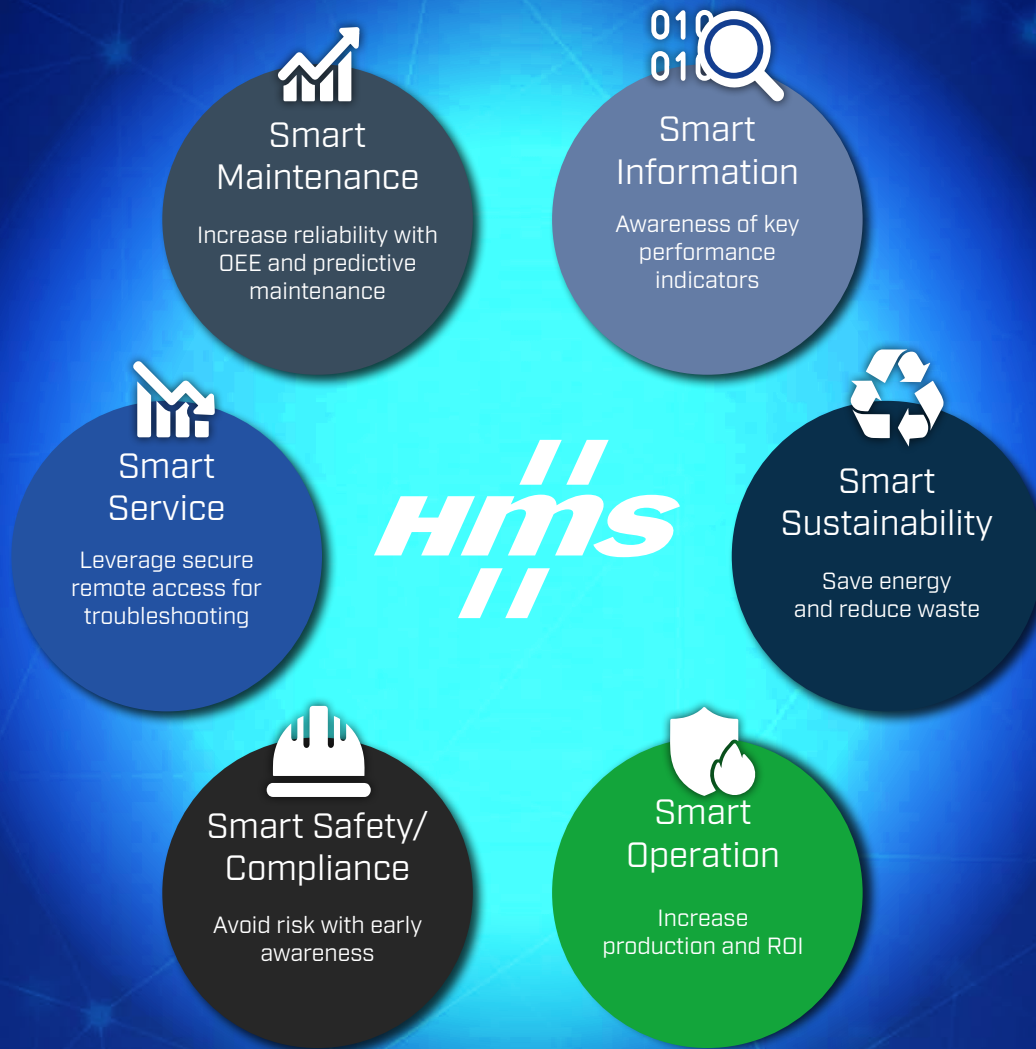 010
010
Smart
Maintenance
Increase reliability with
OEE and predictive
maintenance
Smart
Information
Awareness of key
performance
indicators
Smart
Service
Leverage secure
remote access for
troubleshooting
HMS
Smart
Sustainability
Save energy
and reduce waste
Smart Safety/
Compliance
Avoid risk with early
awareness
Smart
Operation
Increase
production and ROI